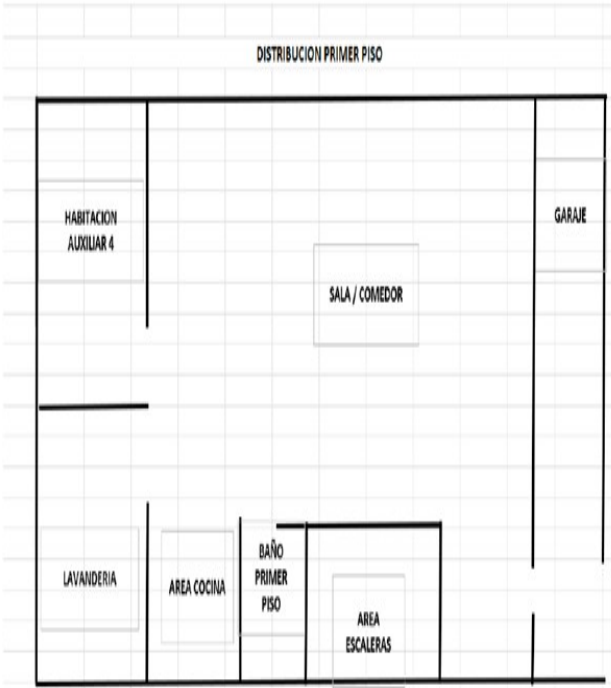 DISTRIBUCION PRIMER PISO
HABITACION
AUXILIAR 4
GARAJE
SALA / COMEDOR
LAVANDERIA
AREA COCINA
BAÑO
PRIMER
PISO
AREA
ESCALERAS